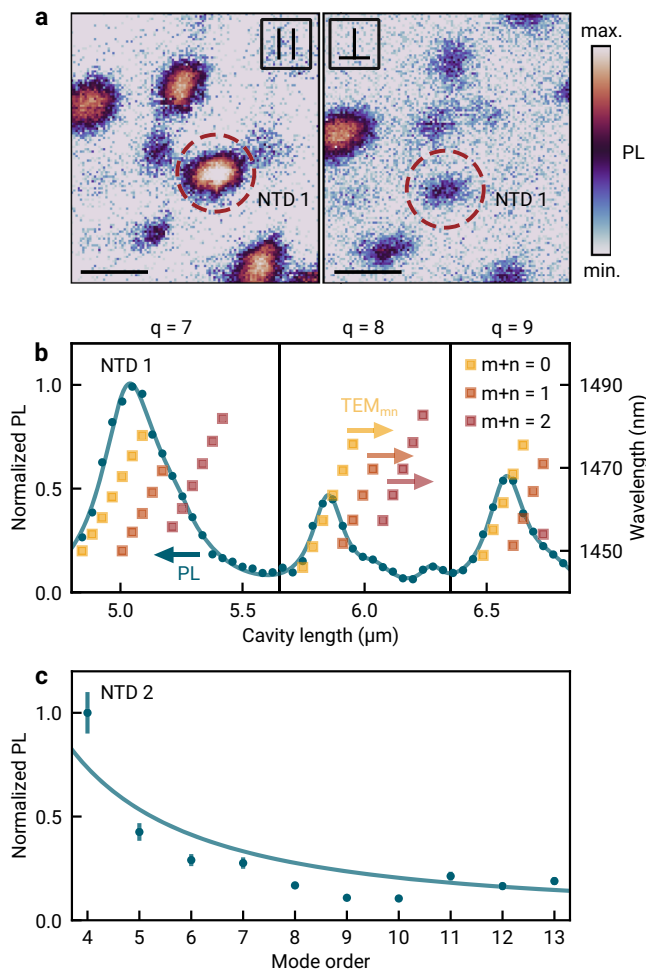 a
NTD 1
NTD 1
max.
PL
min.
q = 7
q = 8
q = 9
b
NTD 1
m+n = 0
m+n = 1
m+n = 2
TEMmn
PL
1.0
0.5
0.0
Normalized PL
1490
1470
1450
Wavelength (nm)
5.0
5.5
6.0
6.5
Cavity length (μm)
c
NTD 2
1.0
0.5
0.0
Normalized PL
4
5
6
7
8
9
10
11
12
13
Mode order